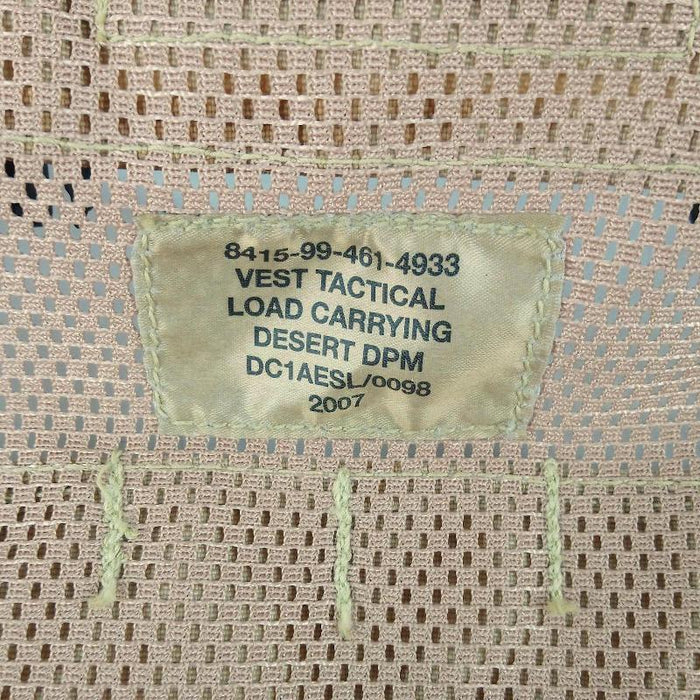 8415-99-461-4933
VEST TACTICAL
LOAD CARRYING
DESERT DPM
DC1AESL/0098
2007